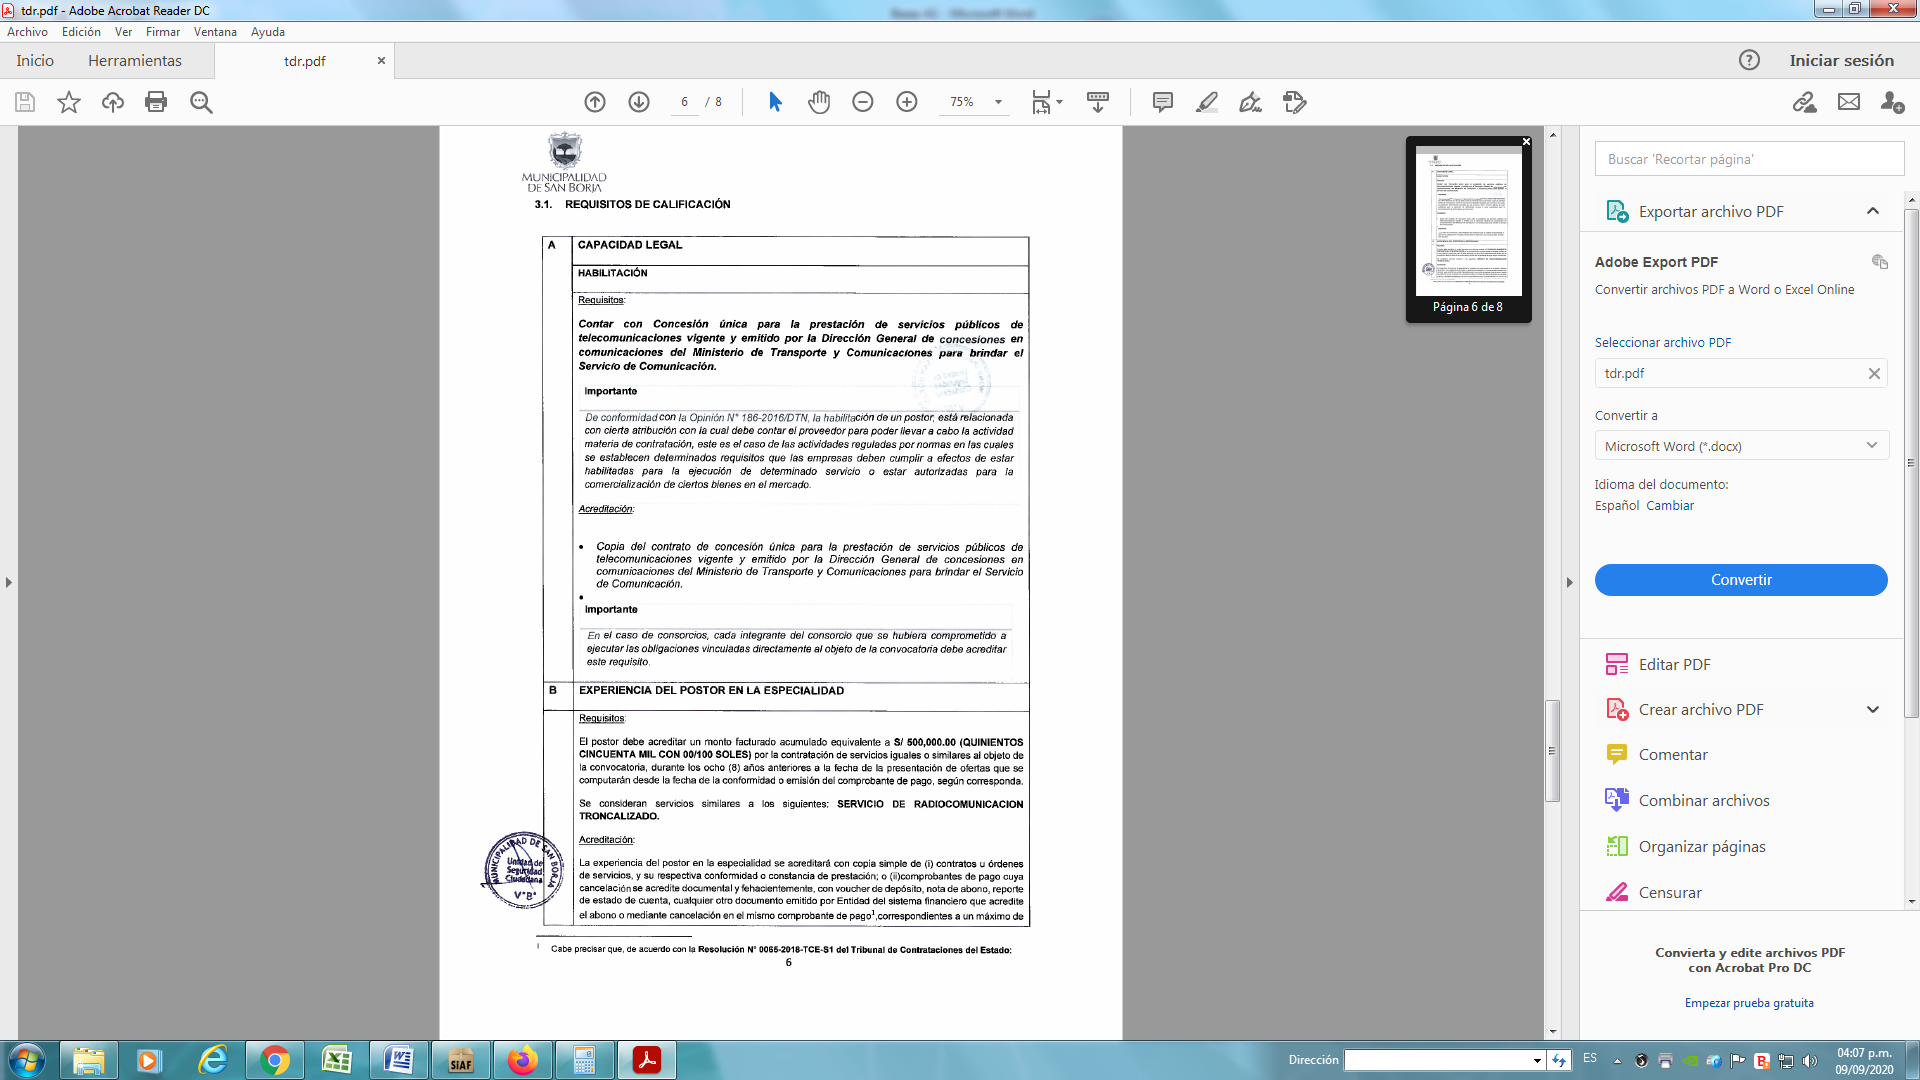 tdr.pdf - Adobe Acrobat Reader DC
Archivo Edición Ver Firmar Ventana Ayuda
Inicio Herramientas tdr.pdf
Iniciar sesión
6 / 8 75%
MUNICIPALIDAD
DE SAN BORJA
3.1. REQUISITOS DE CALIFICACIÓN
A CAPACIDAD LEGAL
HABILITACIÓN
Requisitos:
Contar con Concesión única para la prestación de servicios públicos de
telecomunicaciones vigente y emitido por la Dirección General de concesiones en
comunicaciones del Ministerio de Transporte y Comunicaciones para brindar el
Servicio de Comunicación.
Importante
De conformidad con la Opinión N° 186-2016/DTN, la habilitación de un postor, está relacionada
con cierta atribución con la cual debe contar el proveedor para poder llevar a cabo la actividad
materia de contratación, este es el caso de las actividades reguladas por normas en las cuales
se establecen determinados requisitos que las empresas deben cumplir a efectos de estar
habilitadas para la ejecución de determinado servicio o estar autorizadas para la
comercialización de ciertos bienes en el mercado.
Acreditación:
• Copia del contrato de concesión única para la prestación de servicios públicos de
telecomunicaciones vigente y emitido por la Dirección General de concesiones en
comunicaciones del Ministerio de Transporte y Comunicaciones para brindar el Servicio
de Comunicación.
•
Importante
En el caso de consorcios, cada integrante del consorcio que se hubiera comprometido a
ejecutar las obligaciones vinculadas directamente al objeto de la convocatoria debe acreditar
este requisito.
B EXPERIENCIA DEL POSTOR EN LA ESPECIALIDAD
Requisitos:
El postor debe acreditar un monto facturado acumulado equivalente a S/ 500,000.00 (QUINIENTOS
CINCUENTA MIL CON 00/100 SOLES) por la contratación de servicios iguales o similares al objeto de
la convocatoria, durante los ocho (8) años anteriores a la fecha de la presentación de ofertas que se
computarán desde la fecha de la conformidad o emisión del comprobante de pago, según corresponda.
Se consideran servicios similares a los siguientes: SERVICIO DE RADIOCOMUNICACION
TRONCALIZADO.
Acreditación:
La experiencia del postor en la especialidad se acreditará con copia simple de (i) contratos u órdenes
de servicios, y su respectiva conformidad o constancia de prestación; o (ii)comprobantes de pago cuya
cancelación se acredite documental y fehacientemente, con voucher de depósito, nota de abono, reporte
de estado de cuenta, cualquier otro documento emitido por Entidad del sistema financiero que acredite
el abono o mediante cancelación en el mismo comprobante de pago1,correspondientes a un máximo de
MUNICIPALIDAD DE SAN BORJA
Unidad de
Seguridad
Ciudadana
V°B°
1 Cabe precisar que, de acuerdo con la Resolución N° 0065-2018-TCE-S1 del Tribunal de Contrataciones del Estado:
6
Página 6 de 8
Buscar 'Recortar página'
Exportar archivo PDF
Adobe Export PDF
Convertir archivos PDF a Word o Excel Online
Seleccionar archivo PDF
tdr.pdf
Convertir a
Microsoft Word (*.docx)
Idioma del documento:
Español Cambiar
Convertir
Editar PDF
Crear archivo PDF
Comentar
Combinar archivos
Organizar páginas
Censurar
Convierta y edite archivos PDF
con Acrobat Pro DC
Empezar prueba gratuita
SIAF
Dirección
ES
04:07 p.m.
09/09/2020